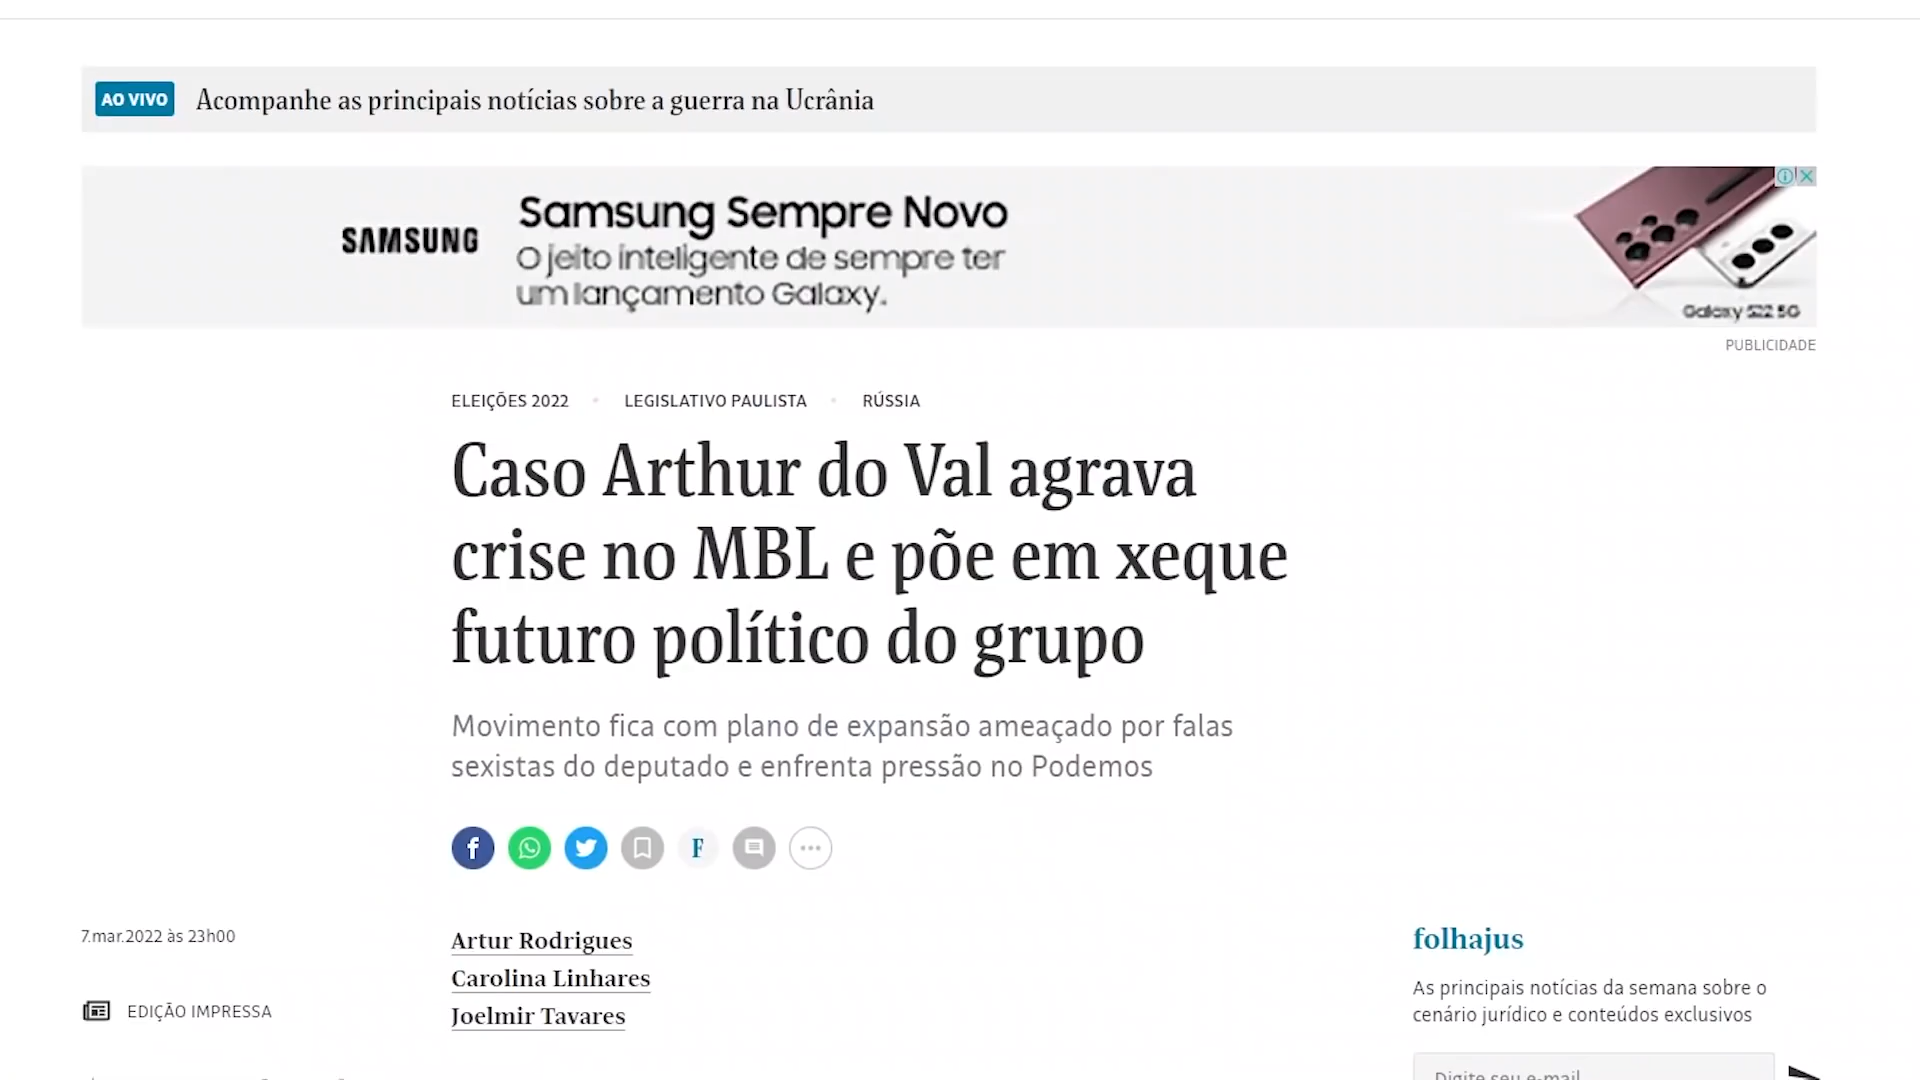 AO VIVO Acompanhe as principais notícias sobre a guerra na Ucrânia
SAMSUNG
Samsung Sempre Novo
O jeito inteligente de sempre ter
um lançamento Galaxy.
Galaxy S22 5G
PUBLICIDADE
ELEIÇÕES 2022 • LEGISLATIVO PAULISTA • RÚSSIA
Caso Arthur do Val agrava
crise no MBL e põe em xeque
futuro político do grupo
Movimento fica com plano de expansão ameaçado por falas
sexistas do deputado e enfrenta pressão no Podemos
F
7.mar.2022 às 23h00
EDIÇÃO IMPRESSA
Artur Rodrigues
Carolina Linhares
Joelmir Tavares
folhajus
As principais notícias da semana sobre o
cenário jurídico e conteúdos exclusivos
Digite seu e-mail